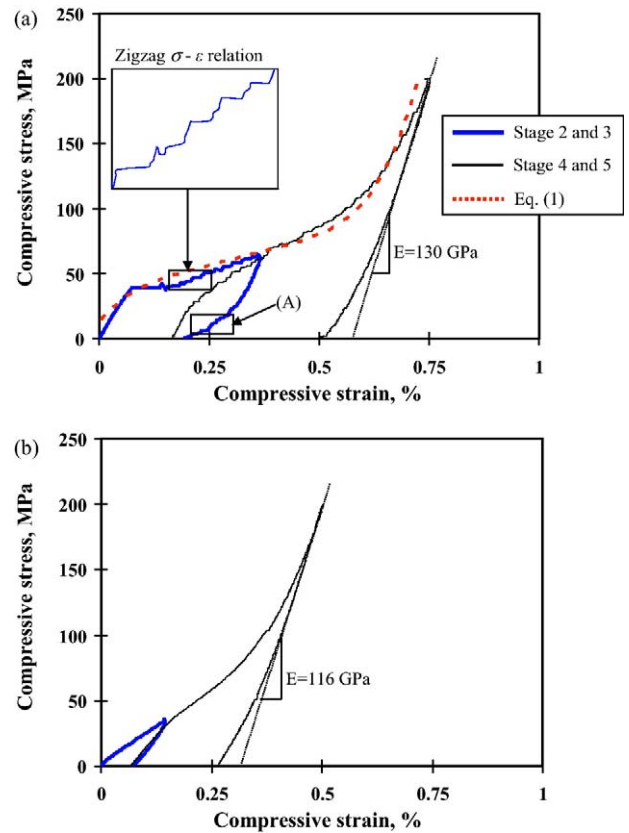 (a)
250
200
150
100
50
0
Compressive stress, MPa
Zigzag σ - ε relation
Stage 2 and 3
Stage 4 and 5
Eq. (1)
E=130 GPa
(A)
0 0.25 0.5 0.75 1
Compressive strain, %
(b)
250
200
150
100
50
0
Compressive stress, MPa
E=116 GPa
0 0.25 0.5 0.75 1
Compressive strain, %